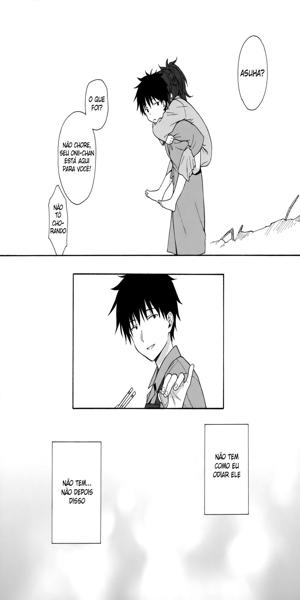 ASUHA?
O QUE
FOI?
NÃO CHORE,
SEU ONII-CHAN
ESTÁ AQUI
PARA VOCÊ!
NÃO
TÔ
CHO-
RANDO
NÃO TEM
COMO EU
ODIAR ELE
NÃO TEM...
NÃO DEPOIS
DISSO